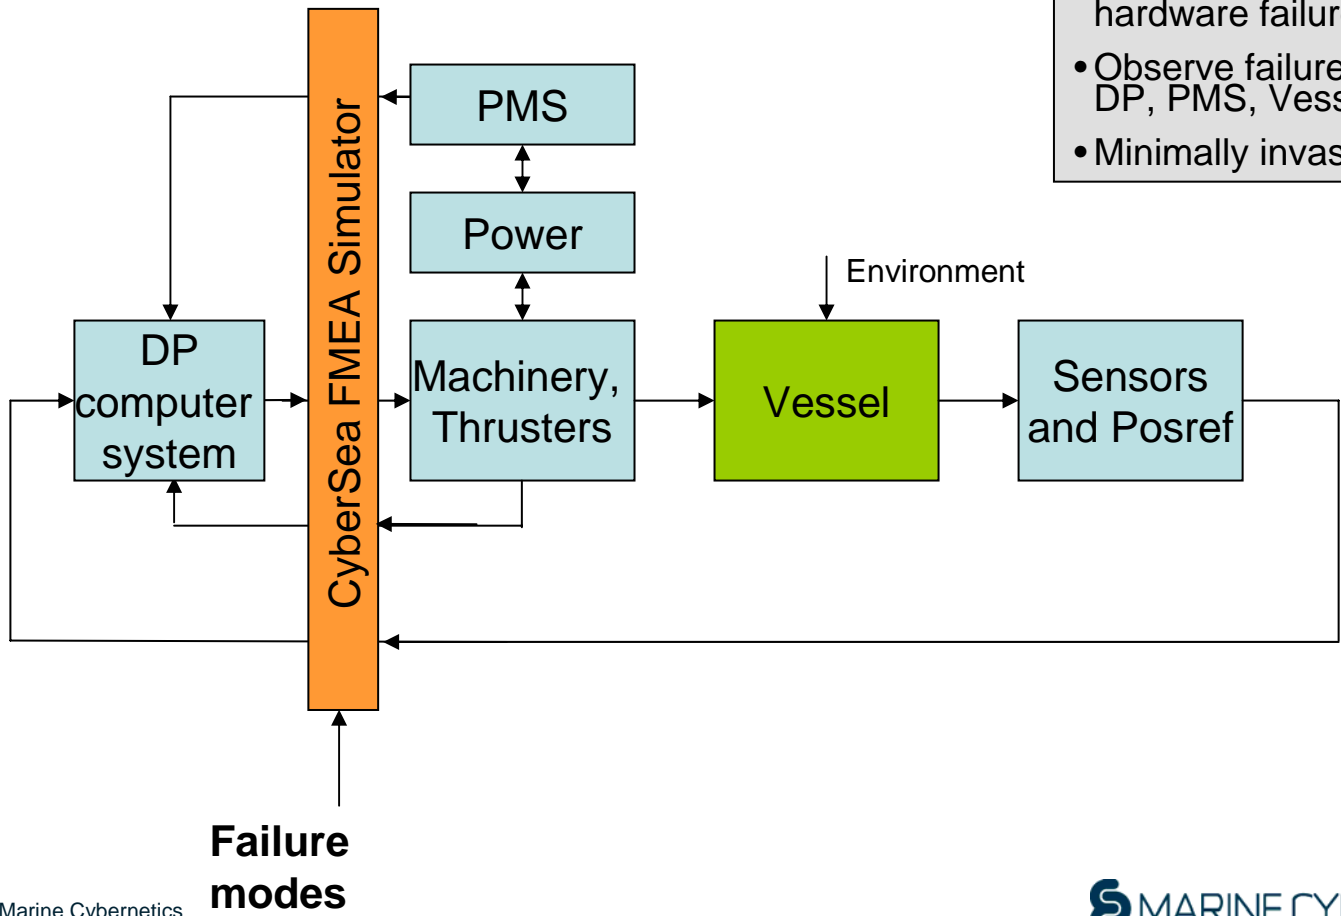 hardware failur
• Observe failure
DP, PMS, Vess
• Minimally invas
PMS
Power
CyberSea FMEA Simulator
Environment
DP
computer
system
Machinery,
Thrusters
Vessel
Sensors
and Posref
Failure
modes
Marine Cybernetics
MARINE CY